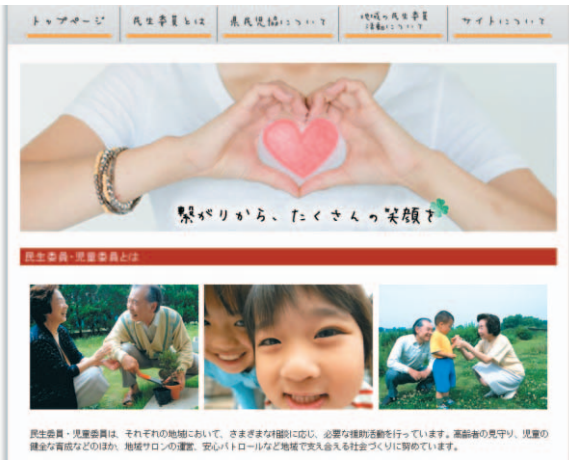 トップページ
民生委員とは
県民児協について
地域の民生委員
活動について
サイトについて
繋がりから、たくさんの笑顔を
民生委員・児童委員とは
民生委員・児童委員は、それぞれの地域において、さまざまな相談に応じ、必要な援助活動を行っています。高齢者の見守り、児童の
健全な育成などのほか、地域サロンの運営、安心パトロールなど地域で支え合える社会づくりに努めています。